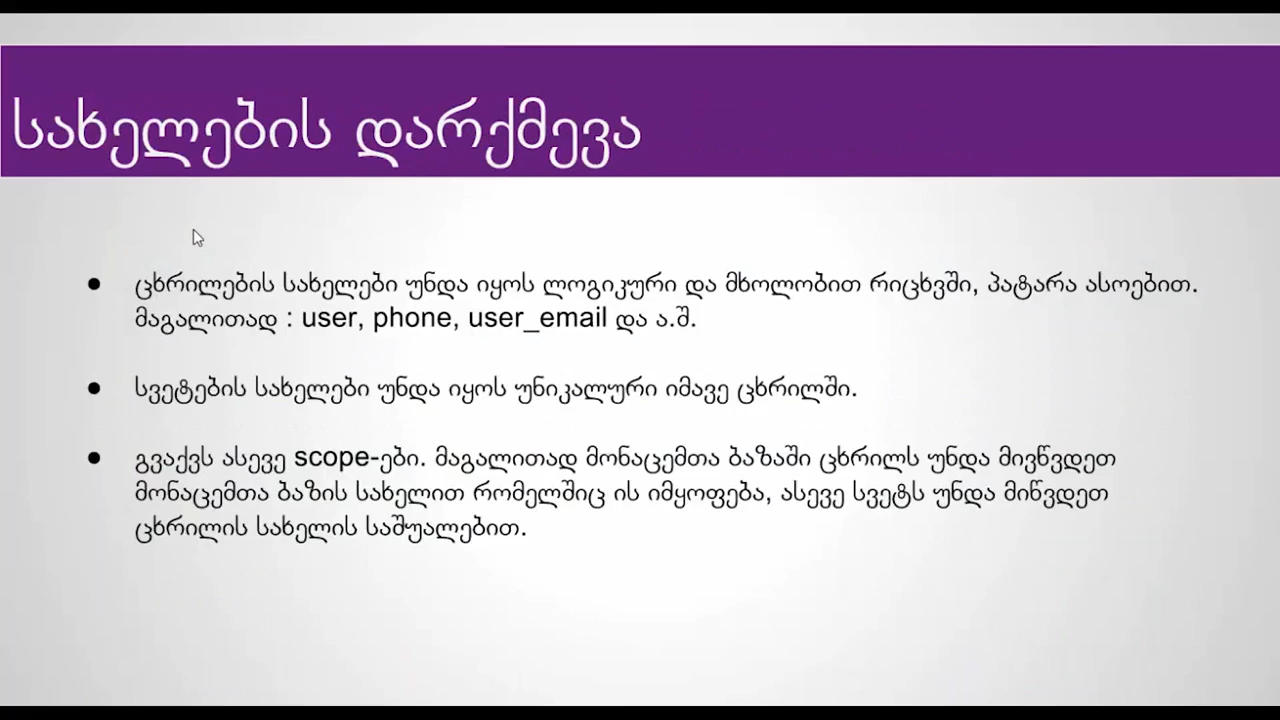 სახელების დარქმევა
● ცხრილების სახელები უნდა იყოს ლოგიკური და მხოლობით რიცხვში, პატარა ასოებით.
მაგალითად : user, phone, user_email და ა.შ.
● სვეტების სახელები უნდა იყოს უნიკალური იმავე ცხრილში.
● გვაქვს ასევე scope-ები. მაგალითად მონაცემთა ბაზაში ცხრილს უნდა მივწვდეთ
მონაცემთა ბაზის სახელით რომელშიც ის იმყოფება, ასევე სვეტს უნდა მიწვდეთ
ცხრილის სახელის საშუალებით.